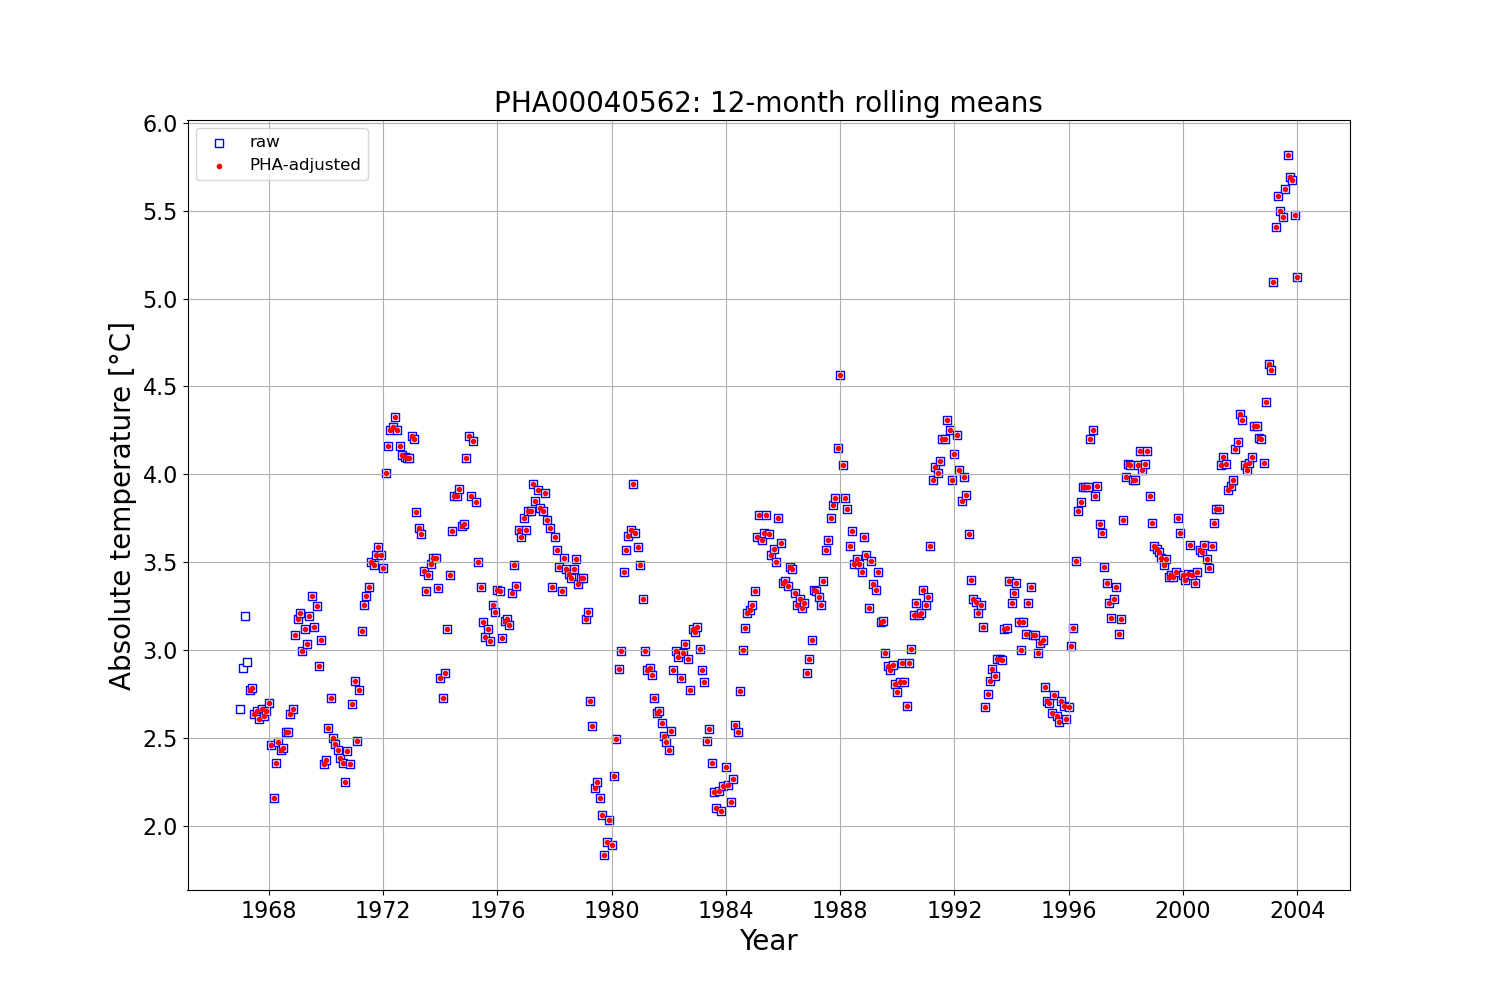 PHA00040562: 12-month rolling means
raw
PHA-adjusted
Absolute temperature [°C]
6.0
5.5
5.0
4.5
4.0
3.5
3.0
2.5
2.0
1968 1972 1976 1980 1984 1988 1992 1996 2000 2004
Year